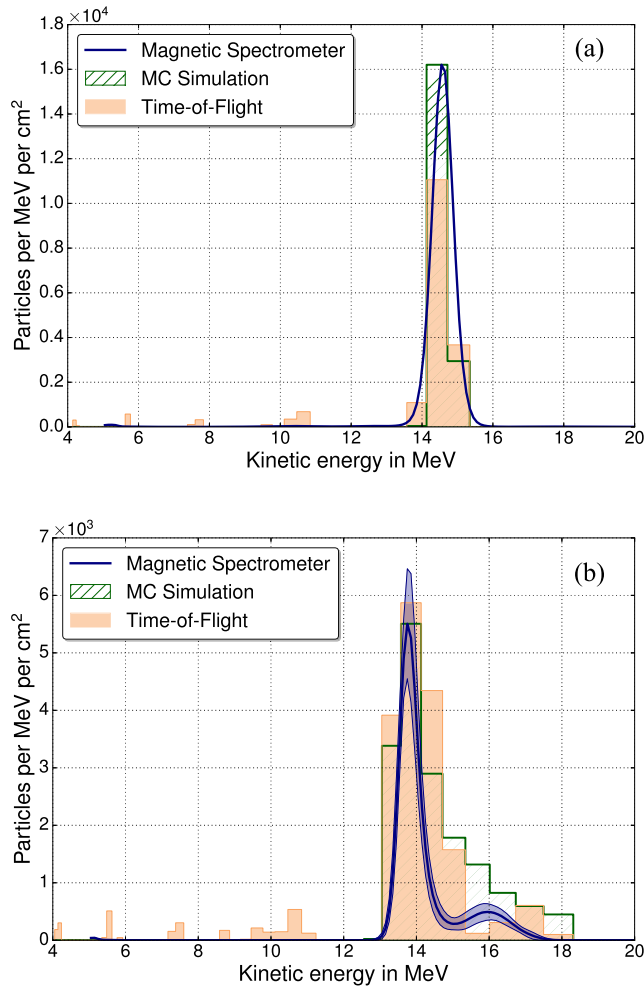 ×10⁴
1.8
1.6
1.4
1.2
1.0
0.8
0.6
0.4
0.2
0.0
Particles per MeV per cm²
Magnetic Spectrometer
MC Simulation
Time-of-Flight
(a)
4 6 8 10 12 14 16 18 20
Kinetic energy in MeV
×10³
7
6
5
4
3
2
1
0
Particles per MeV per cm²
Magnetic Spectrometer
MC Simulation
Time-of-Flight
(b)
4 6 8 10 12 14 16 18 20
Kinetic energy in MeV